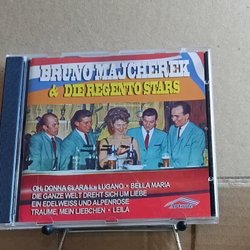 BRUNO MAJCHEREK
& DIE REGENTO STARS
OH, DONNA CLARA • LUGANO • BELLA MARIA
DIE GANZE WELT DREHT SICH UM LIEBE
EIN EDELWEISS UND ALPENROSE
TRÄUME, MEIN LIEBCHEN • LEILA